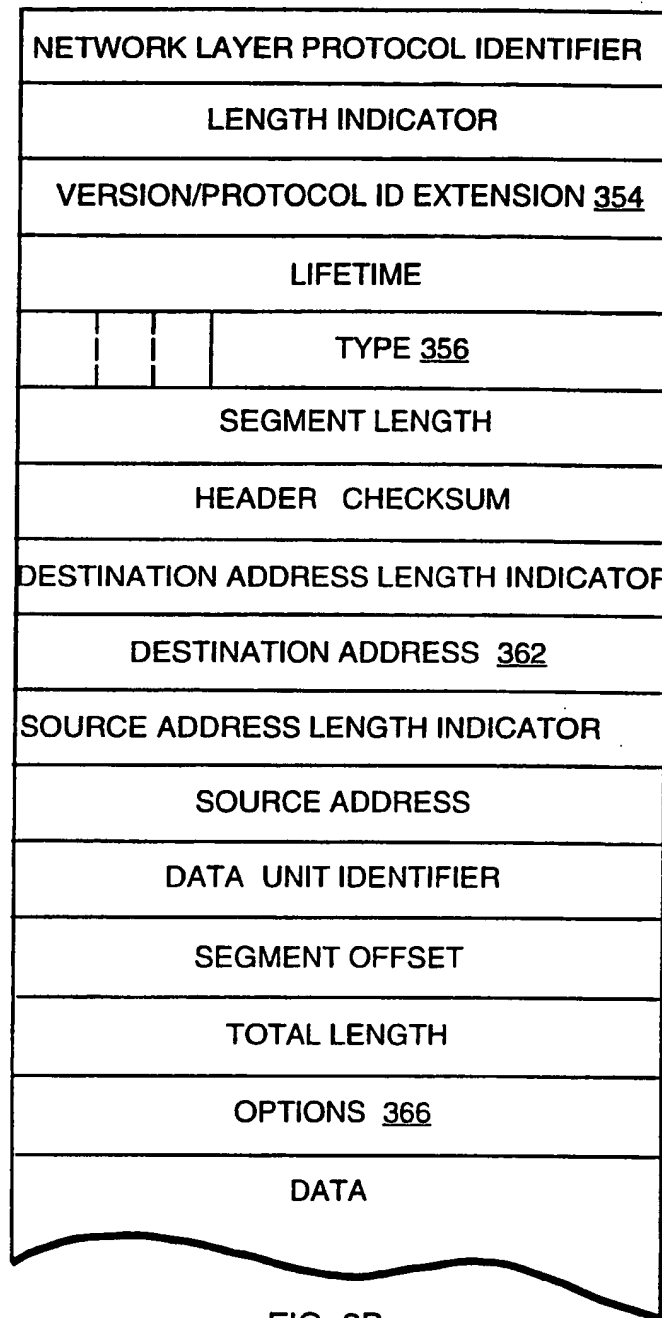 NETWORK LAYER PROTOCOL IDENTIFIER
LENGTH INDICATOR
VERSION/PROTOCOL ID EXTENSION 354
LIFETIME
TYPE 356
SEGMENT LENGTH
HEADER CHECKSUM
DESTINATION ADDRESS LENGTH INDICATOR
DESTINATION ADDRESS 362
SOURCE ADDRESS LENGTH INDICATOR
SOURCE ADDRESS
DATA UNIT IDENTIFIER
SEGMENT OFFSET
TOTAL LENGTH
OPTIONS 366
DATA